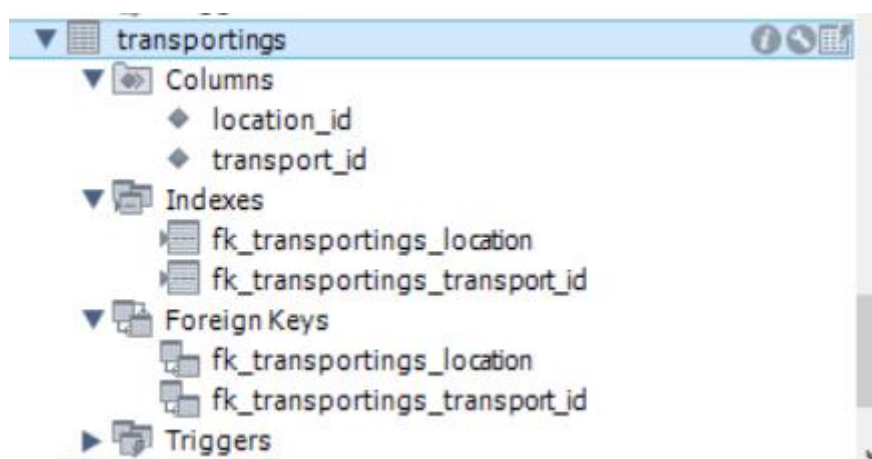 transportings
Columns
location_id
transport_id
Indexes
fk_transportings_location
fk_transportings_transport_id
Foreign Keys
fk_transportings_location
fk_transportings_transport_id
Triggers